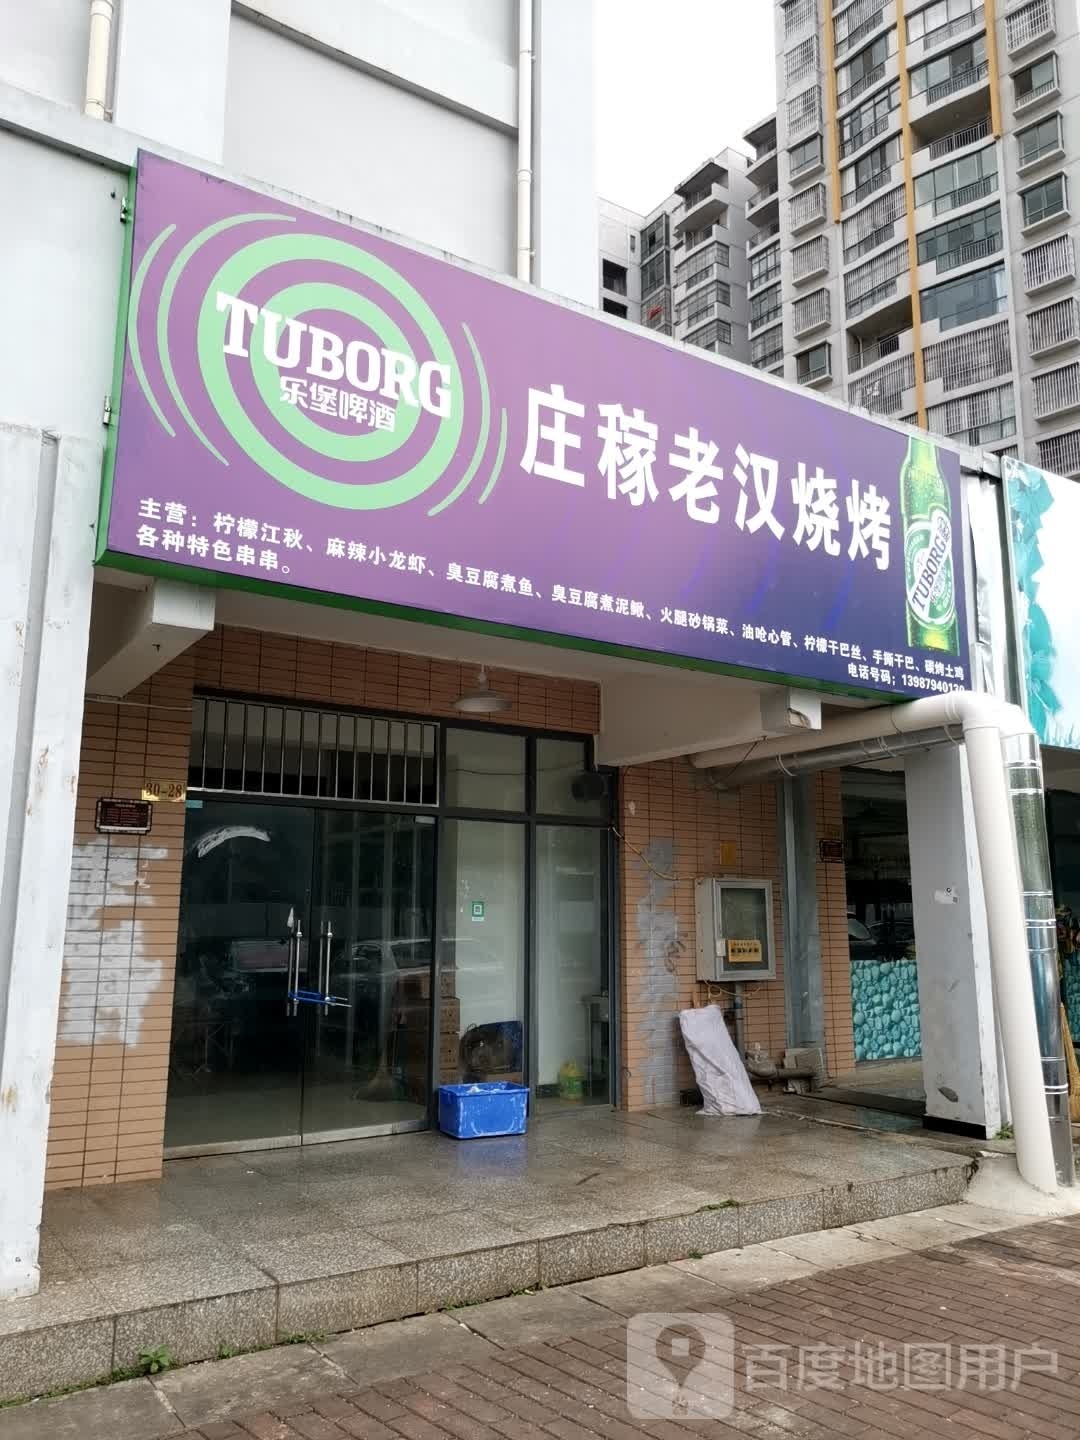 TUBORG
乐堡啤酒
庄稼老汉烧烤
TUBORG
主营：柠檬江秋、麻辣小龙虾、臭豆腐煮鱼、臭豆腐煮泥鳅、火腿砂锅菜、油呛心管、柠檬干巴丝、手撕干巴、碳烤土鸡
各种特色串串。
电话号码；13987940120
30-28
百度地图用户